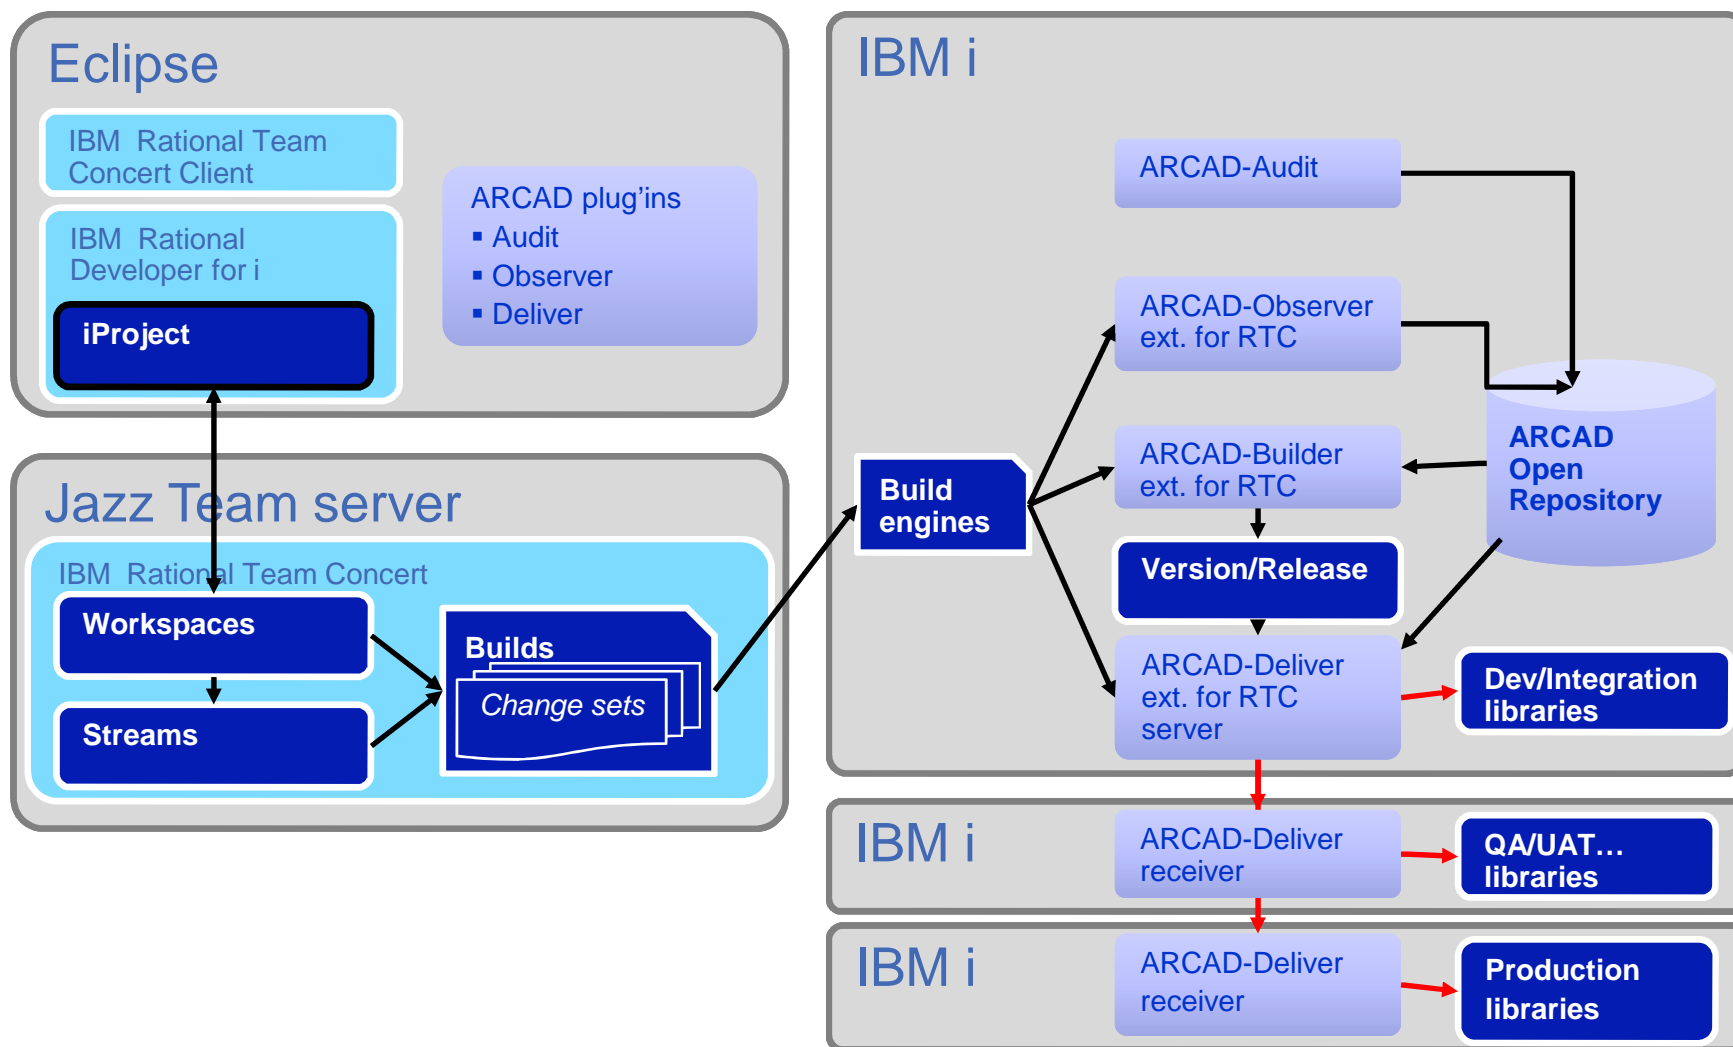 Eclipse
IBM  Rational Team
Concert Client
IBM  Rational
Developer for i
iProject
ARCAD plug’ins
▪ Audit
▪ Observer
▪ Deliver
Jazz Team server
IBM  Rational Team Concert
Workspaces
Streams
Builds
Change sets
IBM i
ARCAD-Audit
ARCAD-Observer
ext. for RTC
Build
engines
ARCAD-Builder
ext. for RTC
ARCAD
Open
Repository
Version/Release
ARCAD-Deliver
ext. for RTC
server
Dev/Integration
libraries
IBM i
ARCAD-Deliver
receiver
QA/UAT…
libraries
IBM i
ARCAD-Deliver
receiver
Production
libraries